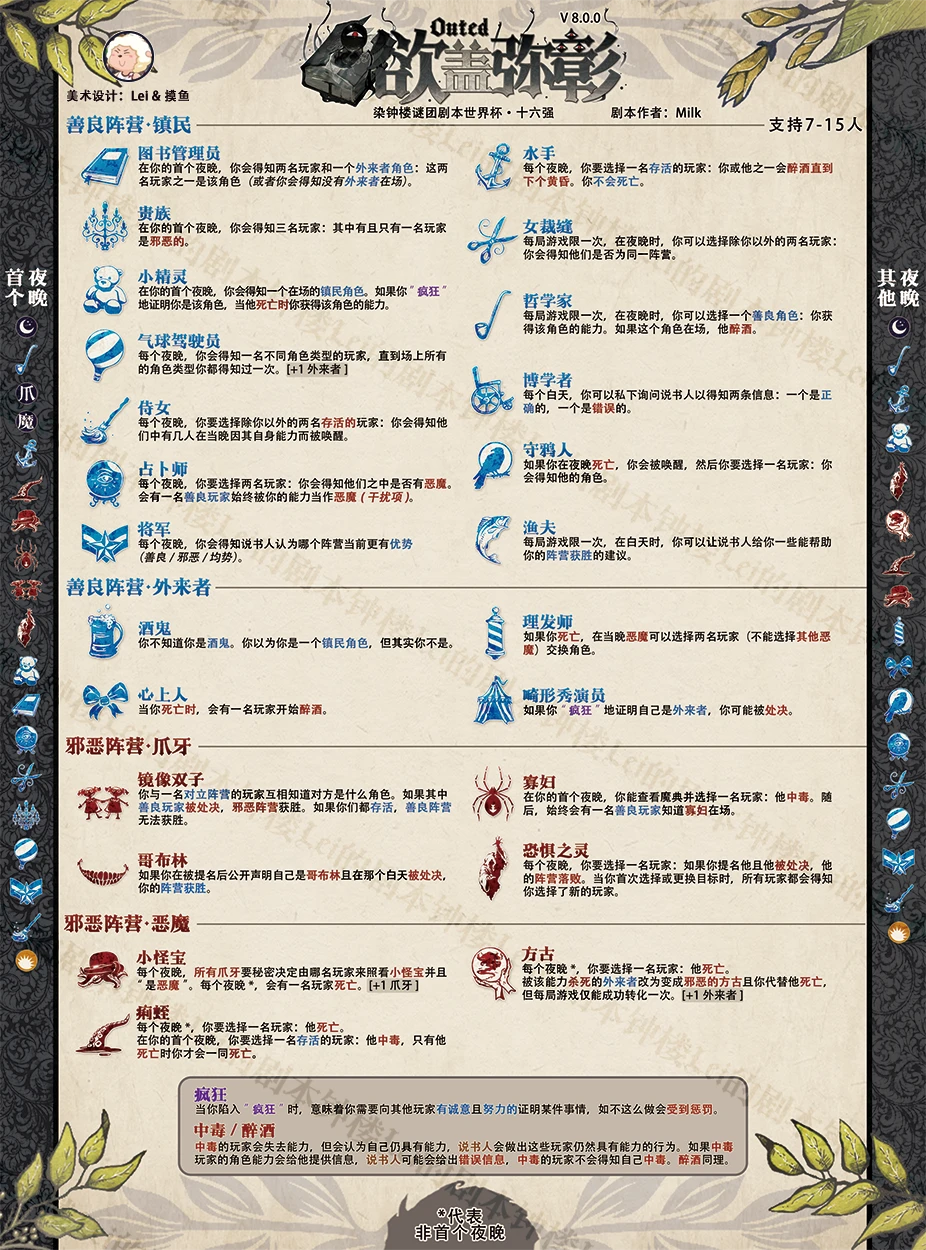 Outed
V 8.0.0
欲盖弥彰
美术设计：Lei & 摸鱼
染钟楼谜团剧本世界杯·十六强
剧本作者：Milk
善良阵营·镇民
支持7-15人
图书管理员
在你的首个夜晚，你会得知两名玩家和一个外来者角色：这两
名玩家之一是该角色（或者你会得知没有外来者在场）。
贵族
在你的首个夜晚，你会得知三名玩家：其中有且只有一名玩家
是邪恶的。
小精灵
在你的首个夜晚，你会得知一个在场的镇民角色。如果你“疯狂”
地证明你是该角色，当他死亡时你获得该角色的能力。
气球驾驶员
每个夜晚，你会得知一名不同角色类型的玩家，直到场上所有
的角色类型你都得知过一次。[+1 外来者]
侍女
每个夜晚，你要选择除你以外的两名存活的玩家：你会得知他
们中有几人在当晚因其自身能力而被唤醒。
占卜师
每个夜晚，你要选择两名玩家：你会得知他们之中是否有恶魔。
会有一名善良玩家始终被你的能力当作恶魔（干扰项）。
将军
每个夜晚，你会得知说书人认为哪个阵营当前更有优势
（善良/邪恶/均势）。
水手
每个夜晚，你要选择一名存活的玩家：你或他之一会醉酒直到
下个黄昏。你不会死亡。
女裁缝
每局游戏限一次，在夜晚时，你可以选择除你以外的两名玩家：
你会得知他们是否为同一阵营。
哲学家
每局游戏限一次，在夜晚时，你可以选择一个善良角色：你获
得该角色的能力。如果这个角色在场，他醉酒。
博学者
每个白天，你可以私下询问说书人以得知两条信息：一个是正
确的，一个是错误的。
守鸦人
如果你在夜晚死亡，你会被唤醒，然后你要选择一名玩家：你
会得知他的角色。
渔夫
每局游戏限一次，在白天时，你可以让说书人给你一些能帮助
你的阵营获胜的建议。
善良阵营·外来者
酒鬼
你不知道你是酒鬼。你以为你是一个镇民角色，但其实你不是。
心上人
当你死亡时，会有一名玩家开始醉酒。
理发师
如果你死亡，在当晚恶魔可以选择两名玩家（不能选择其他恶
魔）交换角色。
畸形秀演员
如果你“疯狂”地证明自己是外来者，你可能被处决。
邪恶阵营·爪牙
镜像双子
你与一名对立阵营的玩家互相知道对方是什么角色。如果其中
善良玩家被处决，邪恶阵营获胜。如果你们都存活，善良阵营
无法获胜。
哥布林
如果你在被提名后公开声明自己是哥布林且在那个白天被处决，
你的阵营获胜。
寡妇
在你的首个夜晚，你能查看魔典并选择一名玩家：他中毒。随
后，始终会有一名善良玩家知道寡妇在场。
恐惧之灵
每个夜晚，你要选择一名玩家：如果你提名他且他被处决，他
的阵营落败。当你首次选择或更换目标时，所有玩家都会得知
你选择了新的玩家。
邪恶阵营·恶魔
小怪宝
每个夜晚，所有爪牙要秘密决定由哪名玩家来照看小怪宝并且
“是恶魔”。每个夜晚*，会有一名玩家死亡。[+1 爪牙]
痢蛭
每个夜晚*，你要选择一名玩家：他死亡。
在你的首个夜晚，你要选择一名存活的玩家：他中毒，只有他
死亡时你才会一同死亡。
方古
每个夜晚*，你要选择一名玩家：他死亡。
被该能力杀死的外来者改为变成邪恶的方古且你代替他死亡，
但每局游戏仅能成功转化一次。[+1 外来者]
疯狂
当你陷入“疯狂”时，意味着你需要向其他玩家有诚意且努力的证明某件事情，如不这么做会受到惩罚。
中毒 / 醉酒
中毒的玩家会失去能力，但会认为自己仍具有能力，说书人会做出这些玩家仍然具有能力的行为。如果中毒
玩家的角色能力会给他提供信息，说书人可能会给出错误信息，中毒的玩家不会得知自己中毒。醉酒同理。
*代表
非首个夜晚
首个夜晚
爪
魔
其他夜晚